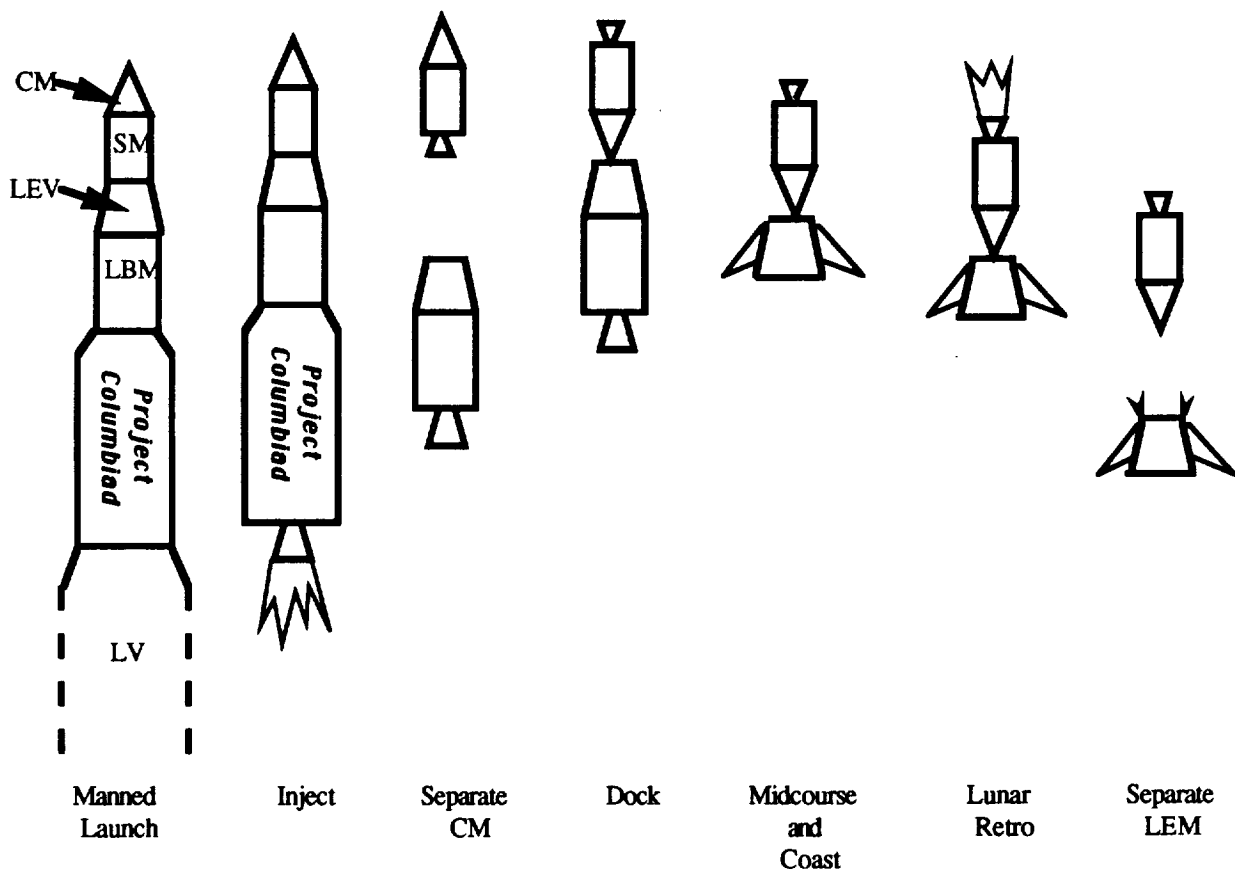 CM
SM
LEV
LBM
Project
Columbiad
Project
Columbiad
LV
Manned
Launch
Inject
Separate
CM
Dock
Midcourse
and
Coast
Lunar
Retro
Separate
LEM